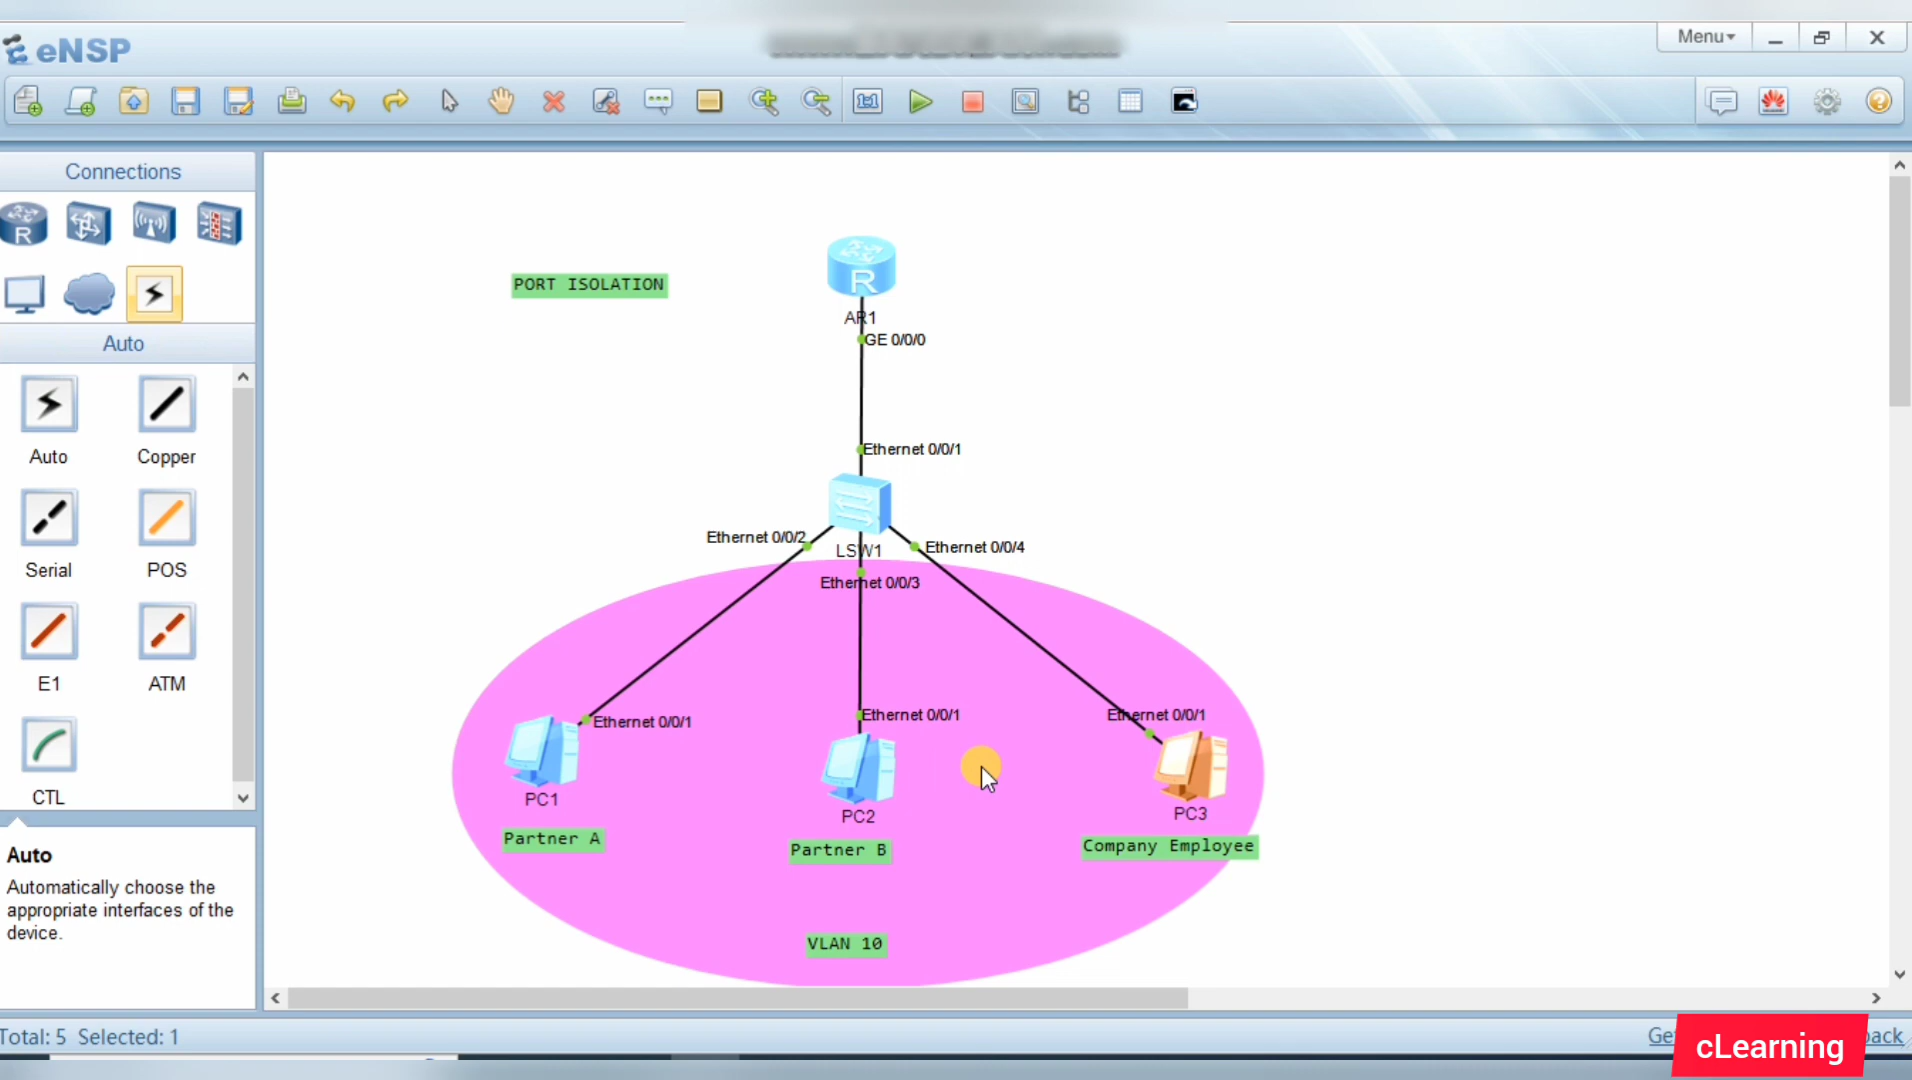 eNSP
Menu
Connections
R
Auto
Auto
Copper
Serial
POS
E1
ATM
CTL
Auto
Automatically choose the
appropriate interfaces of the
device.
PORT ISOLATION
R
AR1
GE 0/0/0
Ethernet 0/0/1
Ethernet 0/0/2
LSW1
Ethernet 0/0/4
Ethernet 0/0/3
Ethernet 0/0/1
Ethernet 0/0/1
Ethernet 0/0/1
PC1
PC2
PC3
Partner A
Partner B
Company Employee
VLAN 10
Total: 5 Selected: 1
cLearning